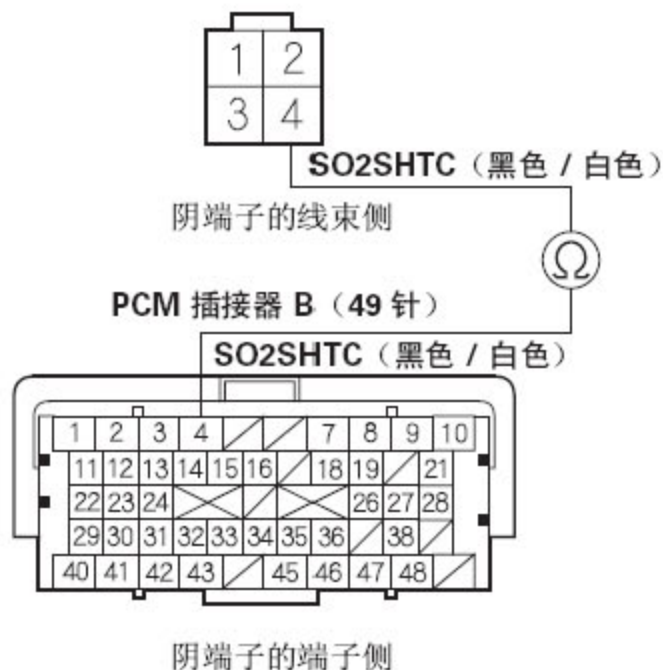 1 2
3 4
SO2SHTC（黑色 / 白色）
阴端子的线束侧
Ω
PCM 插接器 B（49 针）
SO2SHTC（黑色 / 白色）
1 2 3 4 7 8 9 10
11 12 13 14 15 16 18 19 21
22 23 24 26 27 28
29 30 31 32 33 34 35 36 38
40 41 42 43 45 46 47 48
阴端子的端子侧